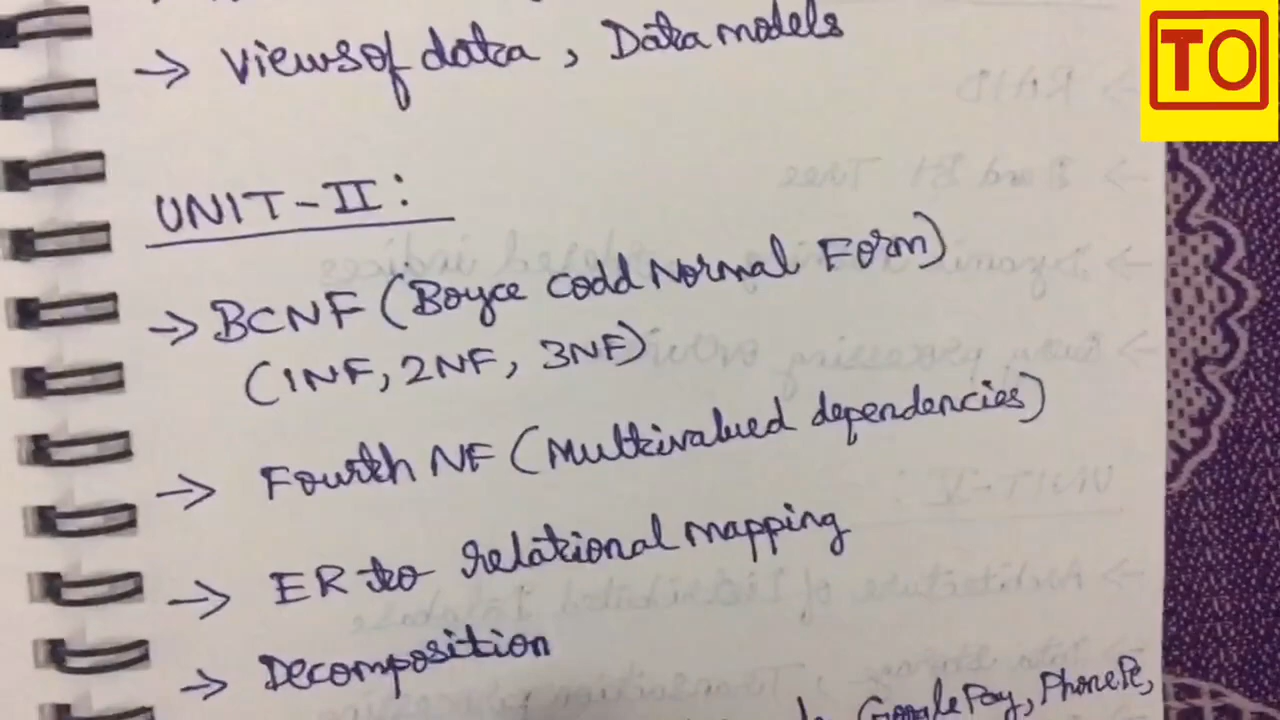 → Views of data, Data models
TO
UNIT-II:
→ BCNF (Boyce Codd Normal Form)
(1NF, 2NF, 3NF)
→ Fourth NF (Multivalued dependencies)
→ ER to relational mapping
→ Decomposition
GooglePay, PhonePe,